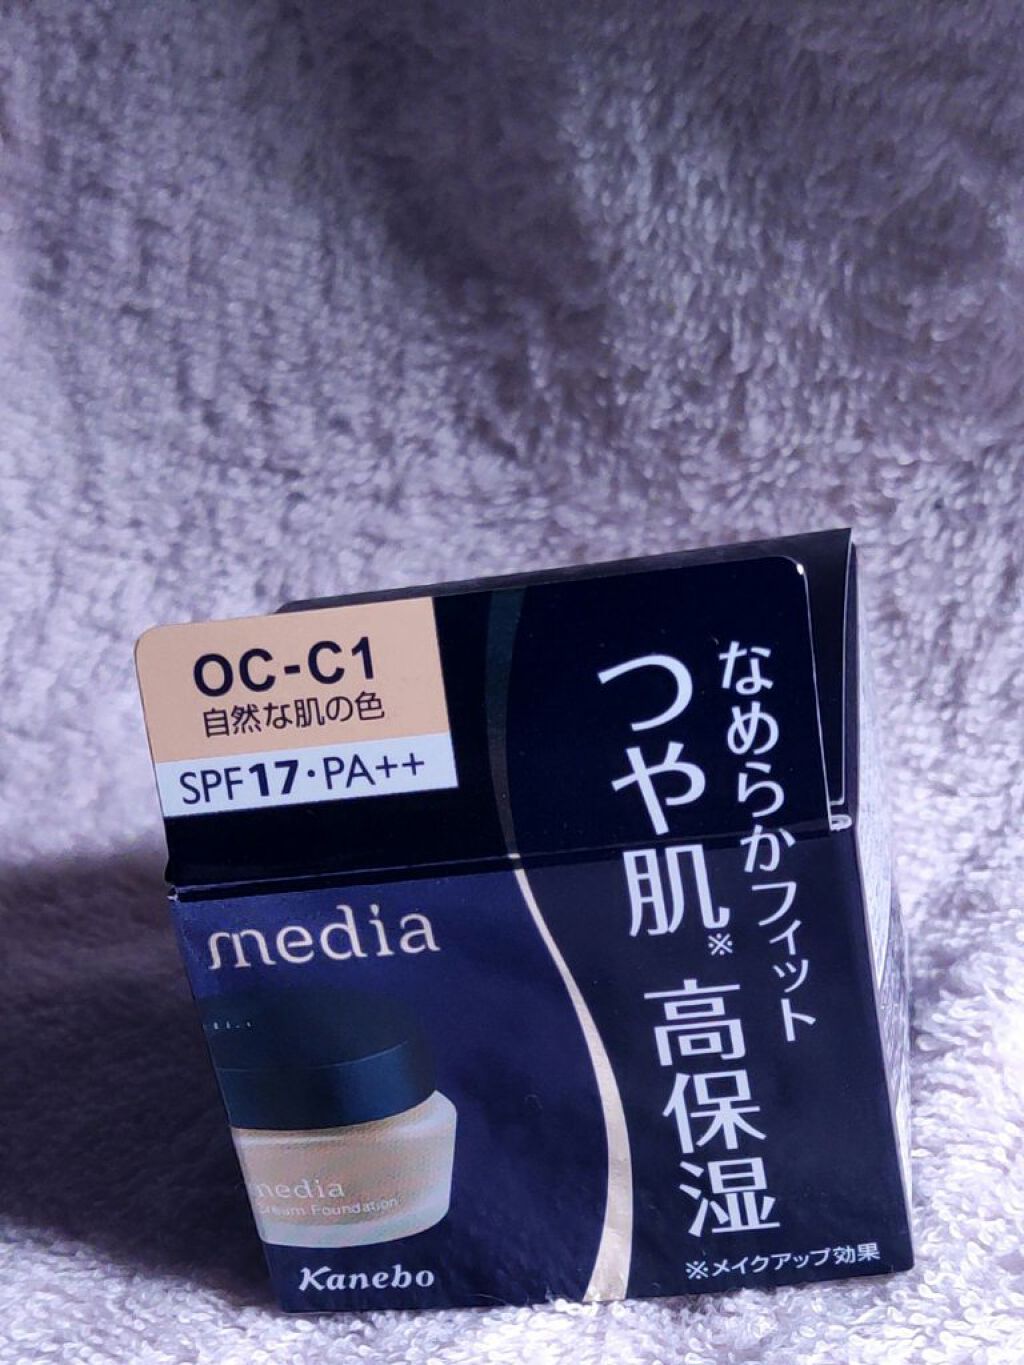 OC-C1
自然な肌の色
SPF17・PA++
なめらかフィット
つや肌※
高保湿
※メイクアップ効果
media
media
Cream Foundation
Kanebo